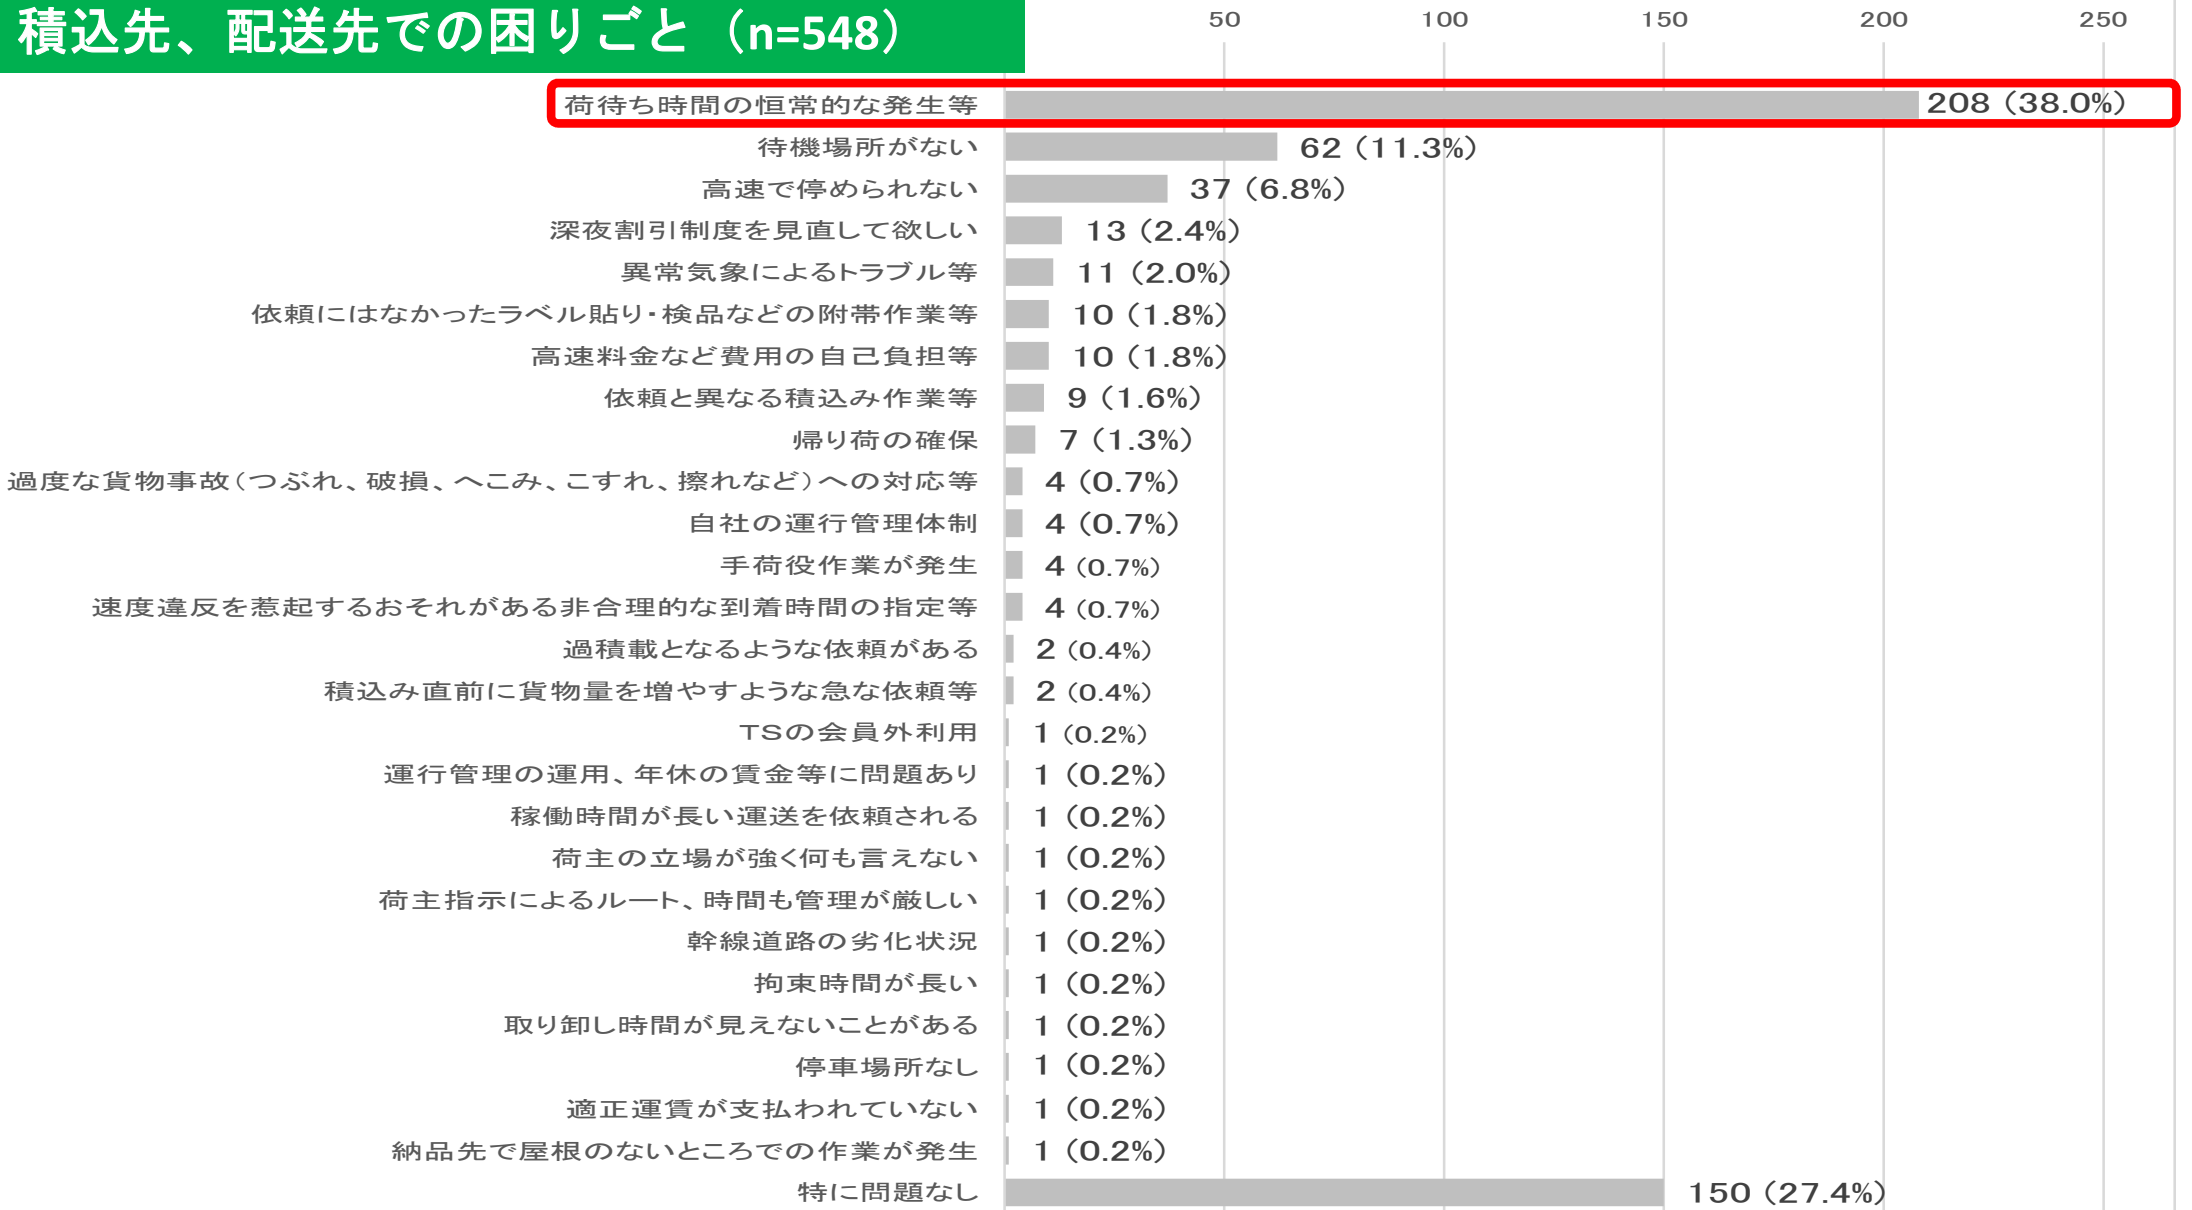 積込先、配送先での困りごと（n=548）
50 100 150 200 250
荷待ち時間の恒常的な発生等 208（38.0%）
待機場所がない 62（11.3%）
高速で停められない 37（6.8%）
深夜割引制度を見直して欲しい 13（2.4%）
異常気象によるトラブル等 11（2.0%）
依頼にはなかったラベル貼り・検品などの附帯作業等 10（1.8%）
高速料金など費用の自己負担等 10（1.8%）
依頼と異なる積込み作業等 9（1.6%）
帰り荷の確保 7（1.3%）
過度な貨物事故（つぶれ、破損、へこみ、こすれ、擦れなど）への対応等 4（0.7%）
自社の運行管理体制 4（0.7%）
手荷役作業が発生 4（0.7%）
速度違反を惹起するおそれがある非合理的な到着時間の指定等 4（0.7%）
過積載となるような依頼がある 2（0.4%）
積込み直前に貨物量を増やすような急な依頼等 2（0.4%）
TSの会員外利用 1（0.2%）
運行管理の運用、年休の賃金等に問題あり 1（0.2%）
稼働時間が長い運送を依頼される 1（0.2%）
荷主の立場が強く何も言えない 1（0.2%）
荷主指示によるルート、時間も管理が厳しい 1（0.2%）
幹線道路の劣化状況 1（0.2%）
拘束時間が長い 1（0.2%）
取り卸し時間が見えないことがある 1（0.2%）
停車場所なし 1（0.2%）
適正運賃が支払われていない 1（0.2%）
納品先で屋根のないところでの作業が発生 1（0.2%）
特に問題なし 150（27.4%）